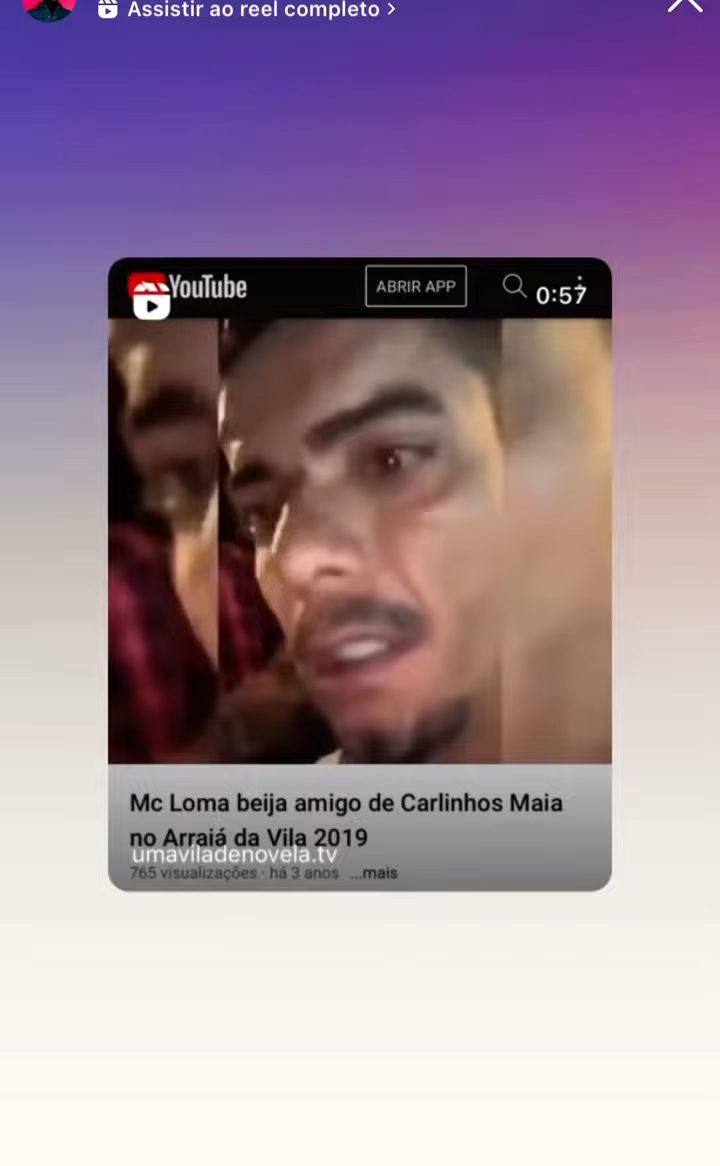 Assistir ao reel completo >
YouTube
ABRIR APP
0:57
Mc Loma beija amigo de Carlinhos Maia
no Arraiá da Vila 2019
umaviladenovela.tv
765 visualizações · há 3 anos ...mais